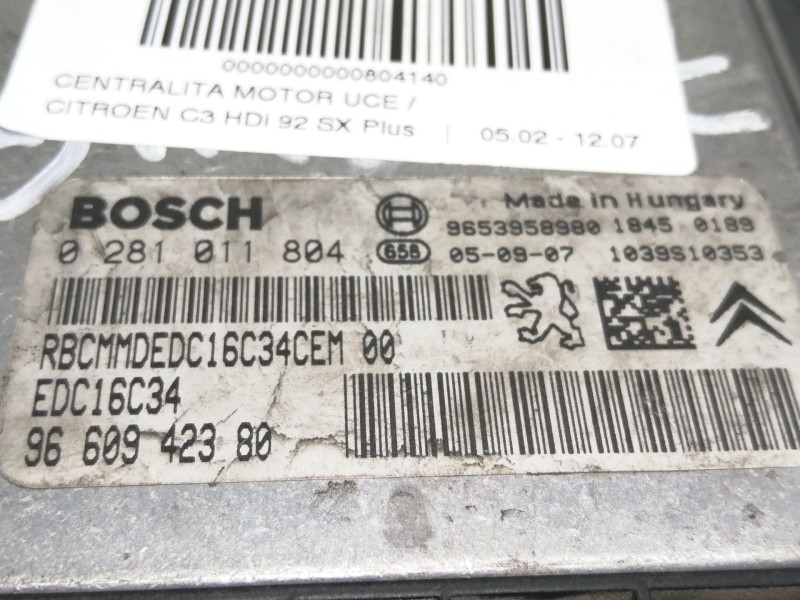 0000000000804140
CENTRALITA MOTOR UCE /
CITROEN C3 HDi 92 SX Plus | 05.02 - 12.07
BOSCH
Made in Hungary
9653958980 1845 0189
0 281 011 804 658 05-09-07 1039S10353
RBCMMDEDC16C34CEM 00
EDC16C34
96 609 423 80